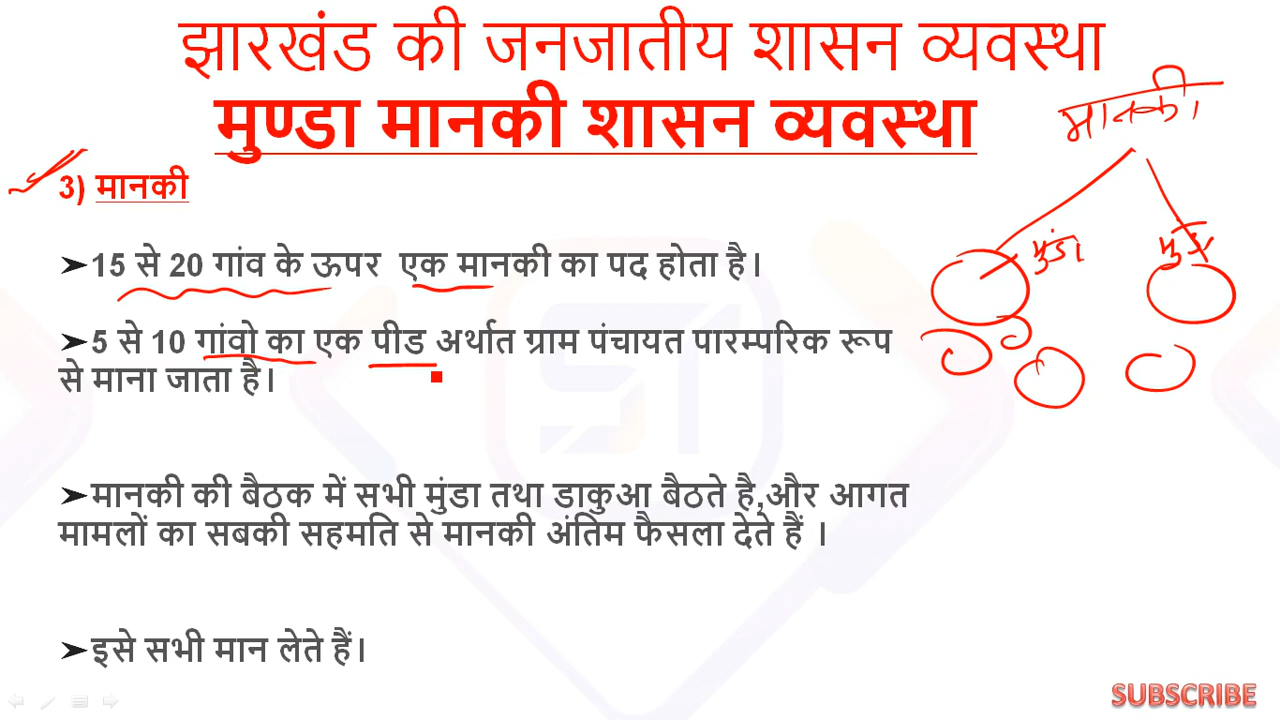 झारखंड की जनजातीय शासन व्यवस्था
मुण्डा मानकी शासन व्यवस्था
मानकी
3) मानकी
मुंडा
मुंडा
➢15 से 20 गांव के ऊपर एक मानकी का पद होता है।
➢5 से 10 गांवो का एक पीड अर्थात ग्राम पंचायत पारम्परिक रूप
से माना जाता है।
➢मानकी की बैठक में सभी मुंडा तथा डाकुआ बैठते है,और आगत
मामलों का सबकी सहमति से मानकी अंतिम फैसला देते हैं ।
➢इसे सभी मान लेते हैं।
SUBSCRIBE